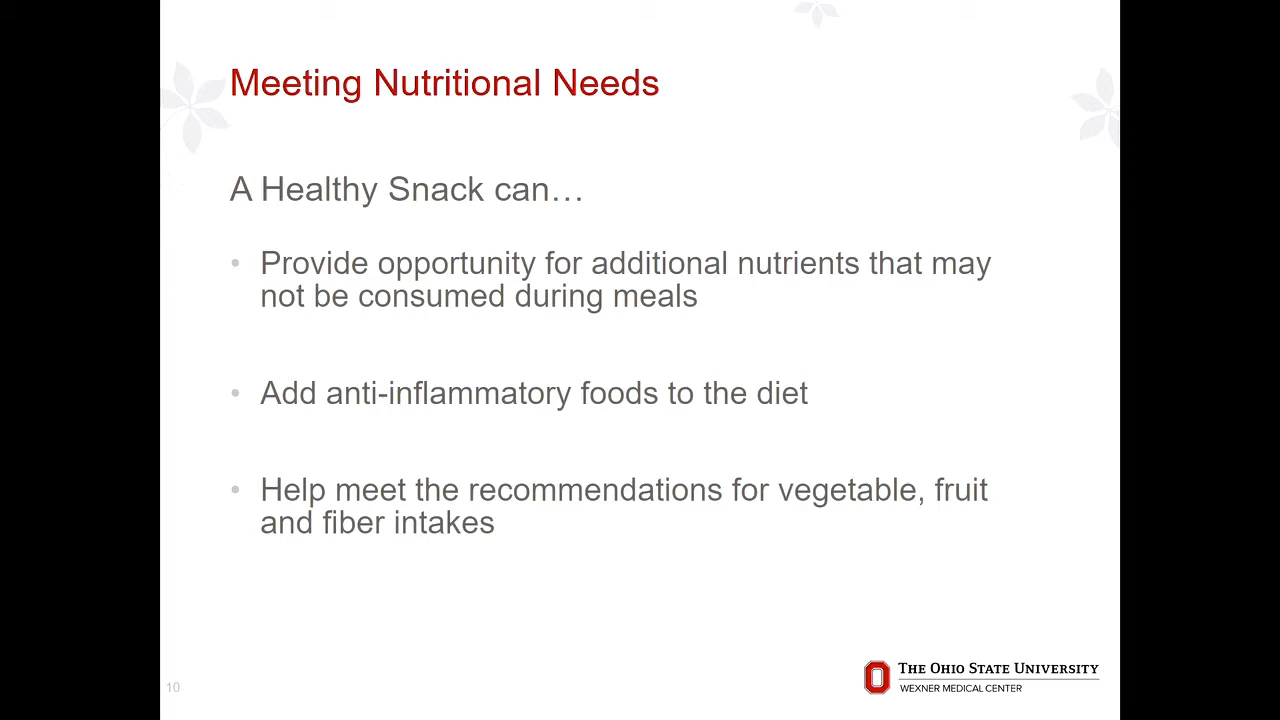 Meeting Nutritional Needs
A Healthy Snack can…
• Provide opportunity for additional nutrients that may
not be consumed during meals
• Add anti-inflammatory foods to the diet
• Help meet the recommendations for vegetable, fruit
and fiber intakes
10
THE OHIO STATE UNIVERSITY
WEXNER MEDICAL CENTER